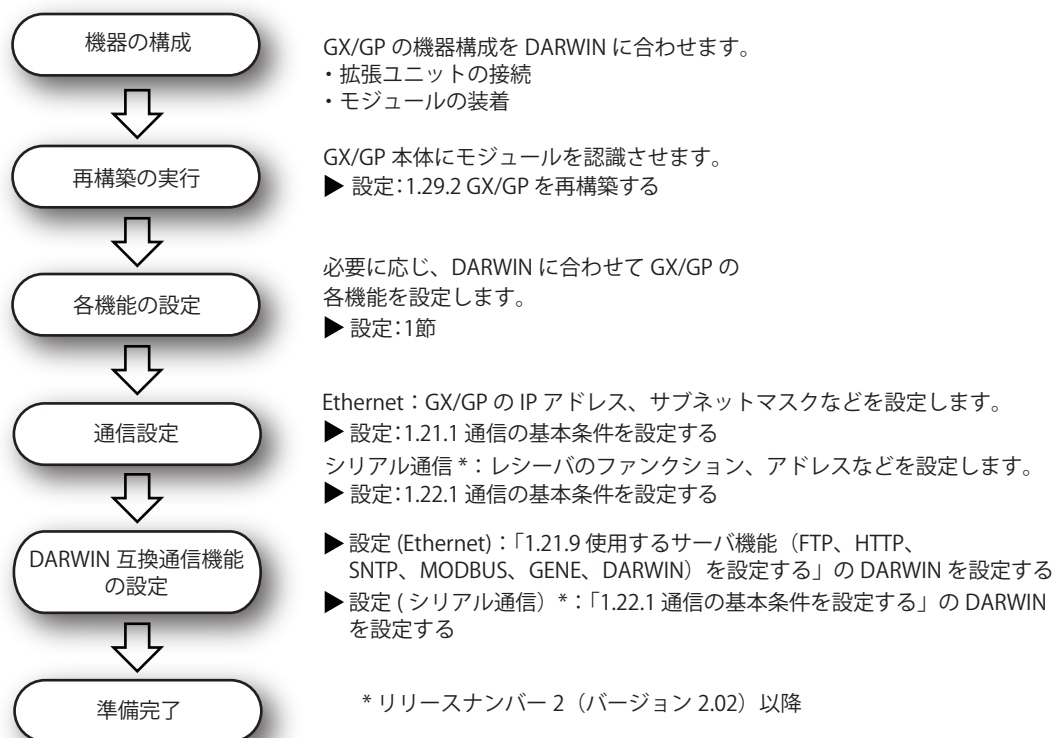 機器の構成
GX/GP の機器構成を DARWIN に合わせます。
・拡張ユニットの接続
・モジュールの装着
再構築の実行
GX/GP 本体にモジュールを認識させます。
▶ 設定：1.29.2 GX/GP を再構築する
各機能の設定
必要に応じ、DARWIN に合わせて GX/GP の
各機能を設定します。
▶ 設定：1節
通信設定
Ethernet：GX/GP の IP アドレス、サブネットマスクなどを設定します。
▶ 設定：1.21.1 通信の基本条件を設定する
シリアル通信 *：レシーバのファンクション、アドレスなどを設定します。
▶ 設定：1.22.1 通信の基本条件を設定する
DARWIN 互換通信機能
の設定
▶ 設定 (Ethernet)：「1.21.9 使用するサーバ機能（FTP、HTTP、
SNTP、MODBUS、GENE、DARWIN）を設定する」の DARWIN を設定する
▶ 設定 ( シリアル通信）*：「1.22.1 通信の基本条件を設定する」の DARWIN
を設定する
準備完了
* リリースナンバー 2（バージョン 2.02）以降